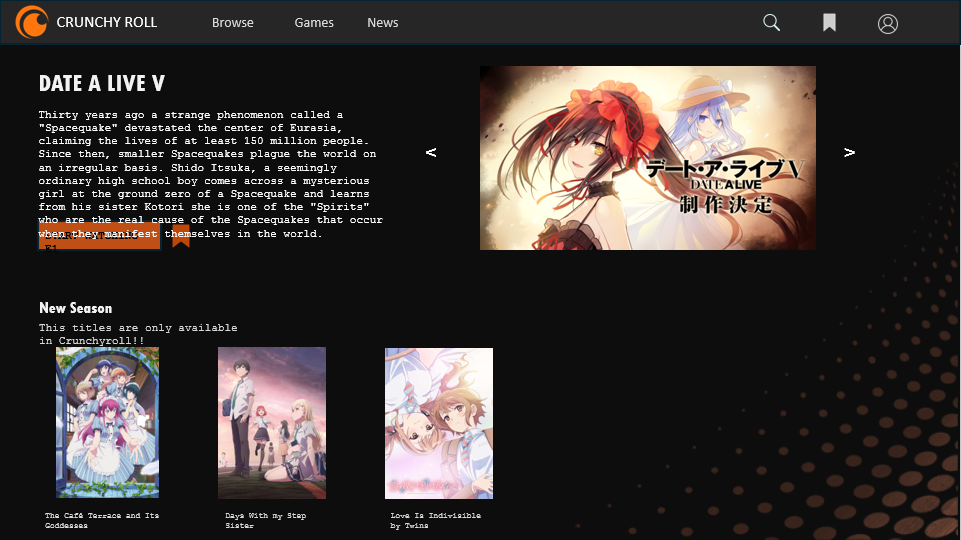 CRUNCHY ROLL
Browse
Games
News
DATE A LIVE V
Thirty years ago a strange phenomenon called a
"Spacequake" devastated the center of Eurasia,
claiming the lives of at least 150 million people.
Since then, smaller Spacequakes plague the world on
an irregular basis. Shido Itsuka, a seemingly
ordinary high school boy comes across a mysterious
girl at the ground zero of a Spacequake and learns
from his sister Kotori she is one of the "Spirits"
who are the real cause of the Spacequakes that occur
when they manifest themselves in the world.
E1
<
デート・ア・ライブV
DATE A LIVE
制作決定
>
New Season
This titles are only available
in Crunchyroll!!
The Café Terrace and Its
Goddesses
Days With my Step
Sister
Love Is Indivisible
by Twins